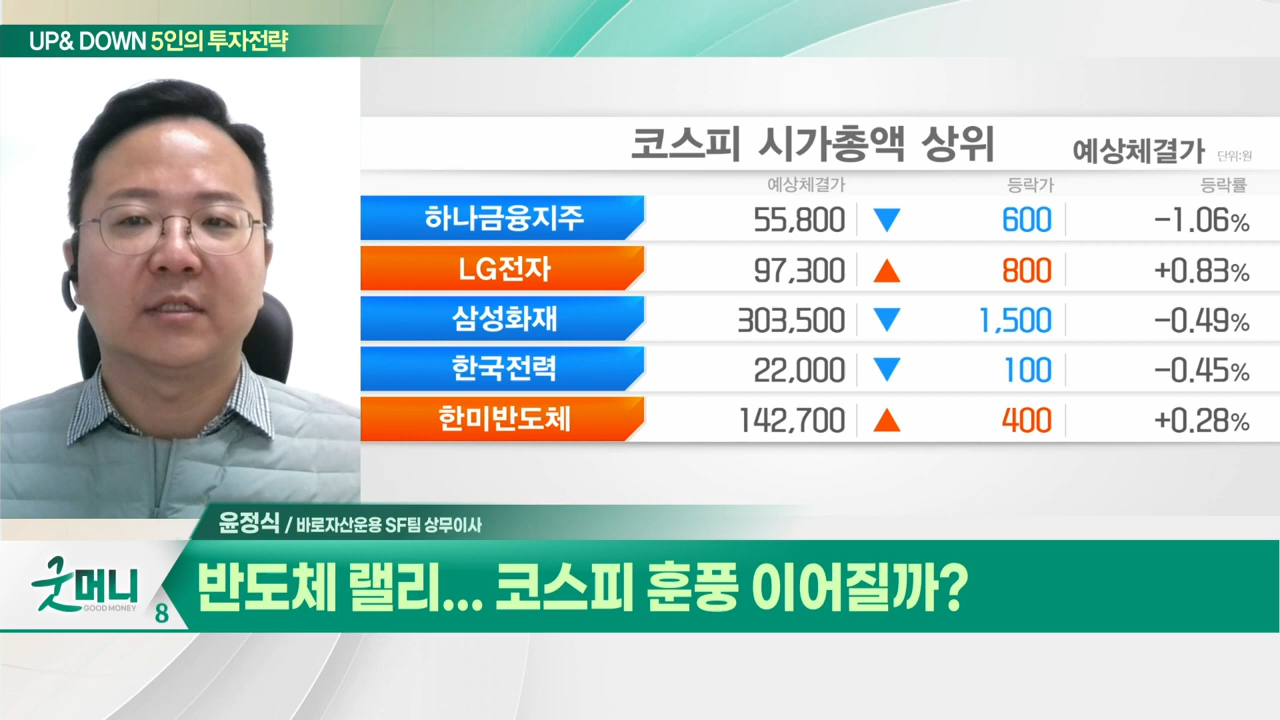 UP& DOWN 5인의 투자전략
코스피 시가총액 상위 예상체결가 단위:원
예상체결가 등락가 등락률
하나금융지주 55,800 ▼ 600 -1.06%
LG전자 97,300 ▲ 800 +0.83%
삼성화재 303,500 ▼ 1,500 -0.49%
한국전력 22,000 ▼ 100 -0.45%
한미반도체 142,700 ▲ 400 +0.28%
윤정식 / 바로자산운용 SF팀 상무이사
굿머니
GOOD MONEY
8
반도체 랠리... 코스피 훈풍 이어질까?